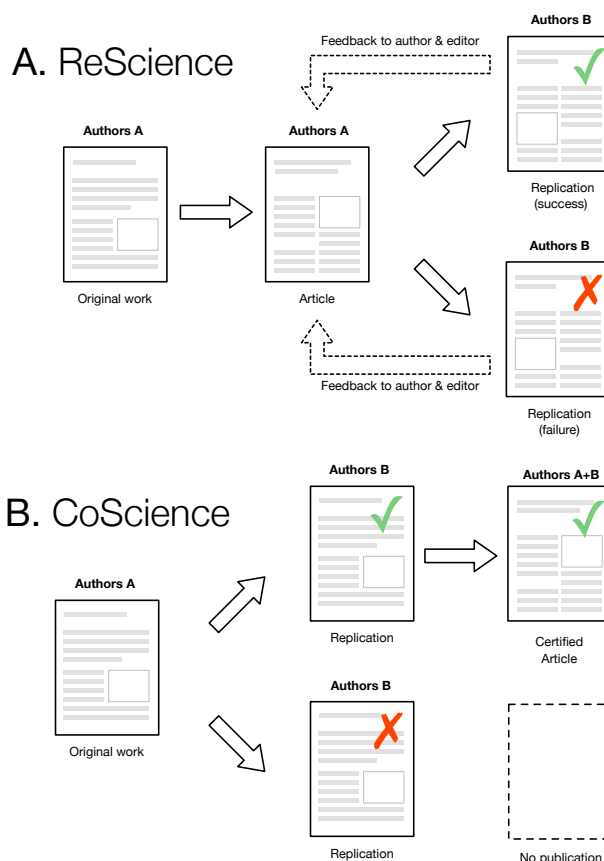 Authors B
Feedback to author & editor
A. ReScience
Authors A
Authors A
Replication
(success)
Original work
Article
Authors B
Feedback to author & editor
Replication
(failure)
Authors B
Authors A+B
B. CoScience
Authors A
Replication
Certified
Article
Authors B
Original work
Replication
No publication